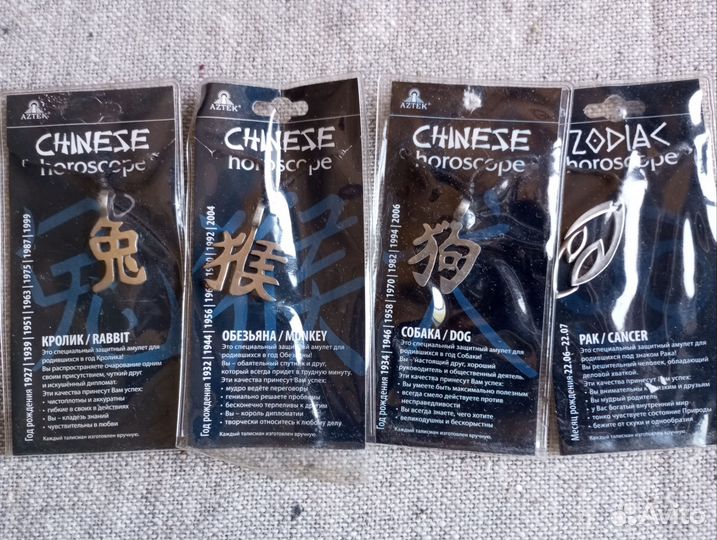 AZTEK
CHINESE
horoscope
兔
КРОЛИК / RABBIT
Год рождения 1927 | 1939 | 1951 | 1963 | 1975 | 1987 | 1999
Это специальный защитный амулет для
родившихся в год Кролика!
Вы распространяете очарование одним
своим присутствием, чуткий друг
и искушённый дипломат.
Эти качества принесут Вам успех:
• чистоплотны и аккуратны
• гибкие в своих действиях
• Вы – кладезь знаний
• чувствительны в любви
Каждый талисман изготовлен вручную.
AZTEK
CHINESE
horoscope
猴
ОБЕЗЬЯНА / MONKEY
Год рождения 1932 | 1944 | 1956 | 1992 | 2004
Это специальный защитный амулет для
родившихся в год Обезьяны!
Вы – обаятельный спутник и друг,
который всегда придет в трудную минуту.
Эти качества принесут Вам успех:
• мудро ведёте переговоры
• гениально решаете проблемы
• бесконечно терпеливы к другим
• Вы – король дипломатии
• творчески относитесь к любому делу
Каждый талисман изготовлен вручную.
AZTEK
CHINESE
horoscope
狗
СОБАКА / DOG
Год рождения 1934 | 1946 | 1958 | 1970 | 1982 | 1994 | 2006
Это специальный защитный амулет для
родившихся в год Собаки!
Вы – настоящий друг, хороший
руководитель и общественный деятель.
Эти качества принесут Вам успех:
• Вы умеете быть максимально полезным
• всегда смело действуете против
несправедливости
• Вы всегда знаете, чего хотите
• великодушны и бескорыстны
Каждый талисман изготовлен вручную.
ZODIAC
horoscope
РАК / CANCER
Месяц рождения 22.06–22.07
Это специальный защитный амулет для
родившихся под знаком Рака!
Вы решительный человек, обладающий
деловой хваткой.
Эти качества принесут Вам успех:
• Вы внимательны к родным и друзьям
• Вы мудрый родитель
• у Вас богатый внутренний мир
• тонко чувствуете состояние Природы
• бежите от скуки и однообразия
Каждый талисман изготовлен вручную.
Avito